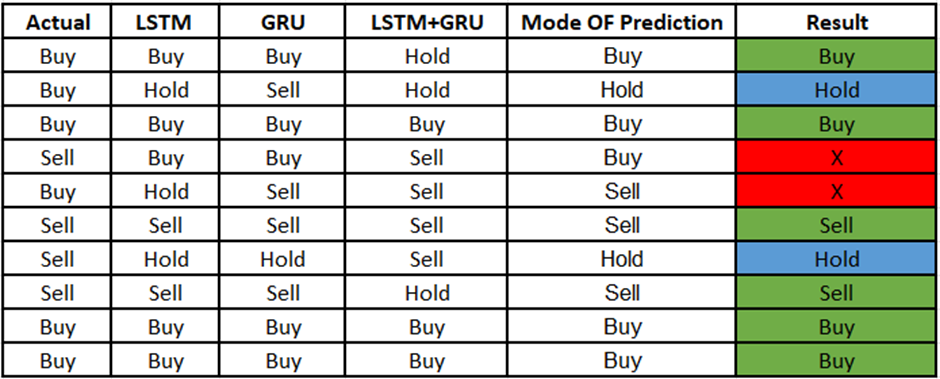 Actual LSTM GRU LSTM+GRU Mode OF Prediction Result
Buy Buy Buy Hold Buy Buy
Buy Hold Sell Hold Hold Hold
Buy Buy Buy Buy Buy Buy
Sell Buy Buy Sell Buy X
Buy Hold Sell Sell Sell X
Sell Sell Sell Sell Sell Sell
Sell Hold Hold Sell Hold Hold
Sell Sell Sell Hold Sell Sell
Buy Buy Buy Buy Buy Buy
Buy Buy Buy Buy Buy Buy